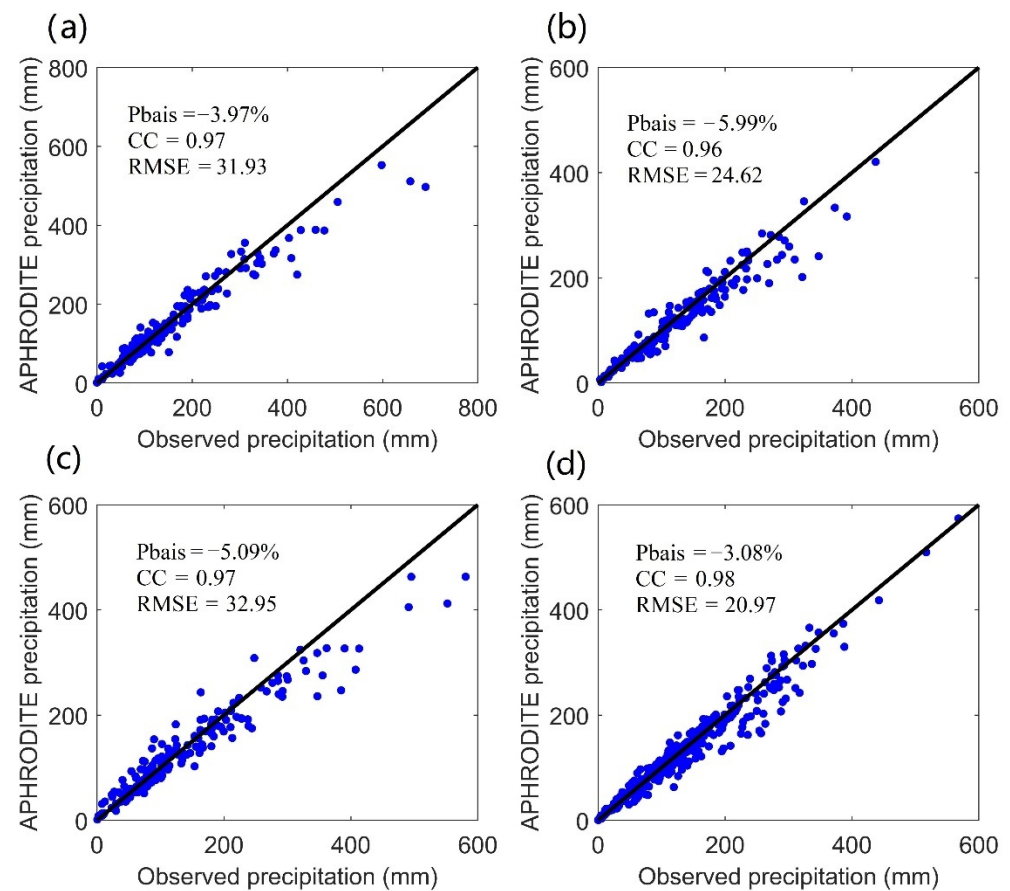 (a)
800
600
400
200
0
0 200 400 600 800
APHRODITE precipitation (mm)
Observed precipitation (mm)
Pbais =−3.97%
CC = 0.97
RMSE = 31.93
(b)
600
400
200
0
0 200 400 600
APHRODITE precipitation (mm)
Observed precipitation (mm)
Pbais = −5.99%
CC = 0.96
RMSE = 24.62
(c)
600
400
200
0
0 200 400 600
APHRODITE precipitation (mm)
Observed precipitation (mm)
Pbais = −5.09%
CC = 0.97
RMSE = 32.95
(d)
600
400
200
0
0 200 400 600
APHRODITE precipitation (mm)
Observed precipitation (mm)
Pbais = −3.08%
CC = 0.98
RMSE = 20.97